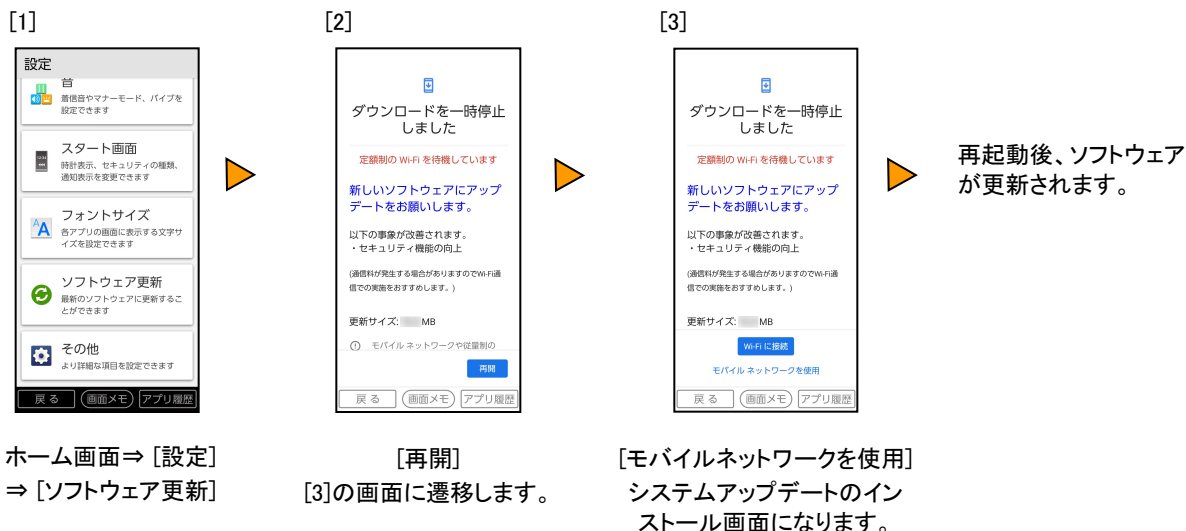 [1]
設定
音
着信音やマナーモード、バイブを
設定できます
スタート画面
時計表示、セキュリティの種類、
通知表示を変更できます
フォントサイズ
各アプリの画面に表示する文字サ
イズを設定できます
ソフトウェア更新
最新のソフトウェアに更新するこ
とができます
その他
より詳細な項目を設定できます
戻る
画面メモ
アプリ履歴
ホーム画面⇒ [設定]
⇒ [ソフトウェア更新]
[2]
ダウンロードを一時停止
しました
定額制の Wi-Fi を待機しています
新しいソフトウェアにアップ
デートをお願いします。
以下の事象が改善されます。
・セキュリティ機能の向上
(通信料が発生する場合がありますのでWi-Fi通
信での実施をおすすめします。)
更新サイズ: MB
モバイル ネットワークや従量制の
再開
戻る
画面メモ
アプリ履歴
[再開]
[3]の画面に遷移します。
[3]
ダウンロードを一時停止
しました
定額制の Wi-Fi を待機しています
新しいソフトウェアにアップ
デートをお願いします。
以下の事象が改善されます。
・セキュリティ機能の向上
(通信料が発生する場合がありますのでWi-Fi通
信での実施をおすすめします。)
更新サイズ: MB
Wi-Fi に接続
モバイル ネットワークを使用
戻る
画面メモ
アプリ履歴
[モバイルネットワークを使用]
システムアップデートのイン
ストール画面になります。
再起動後、ソフトウェア
が更新されます。